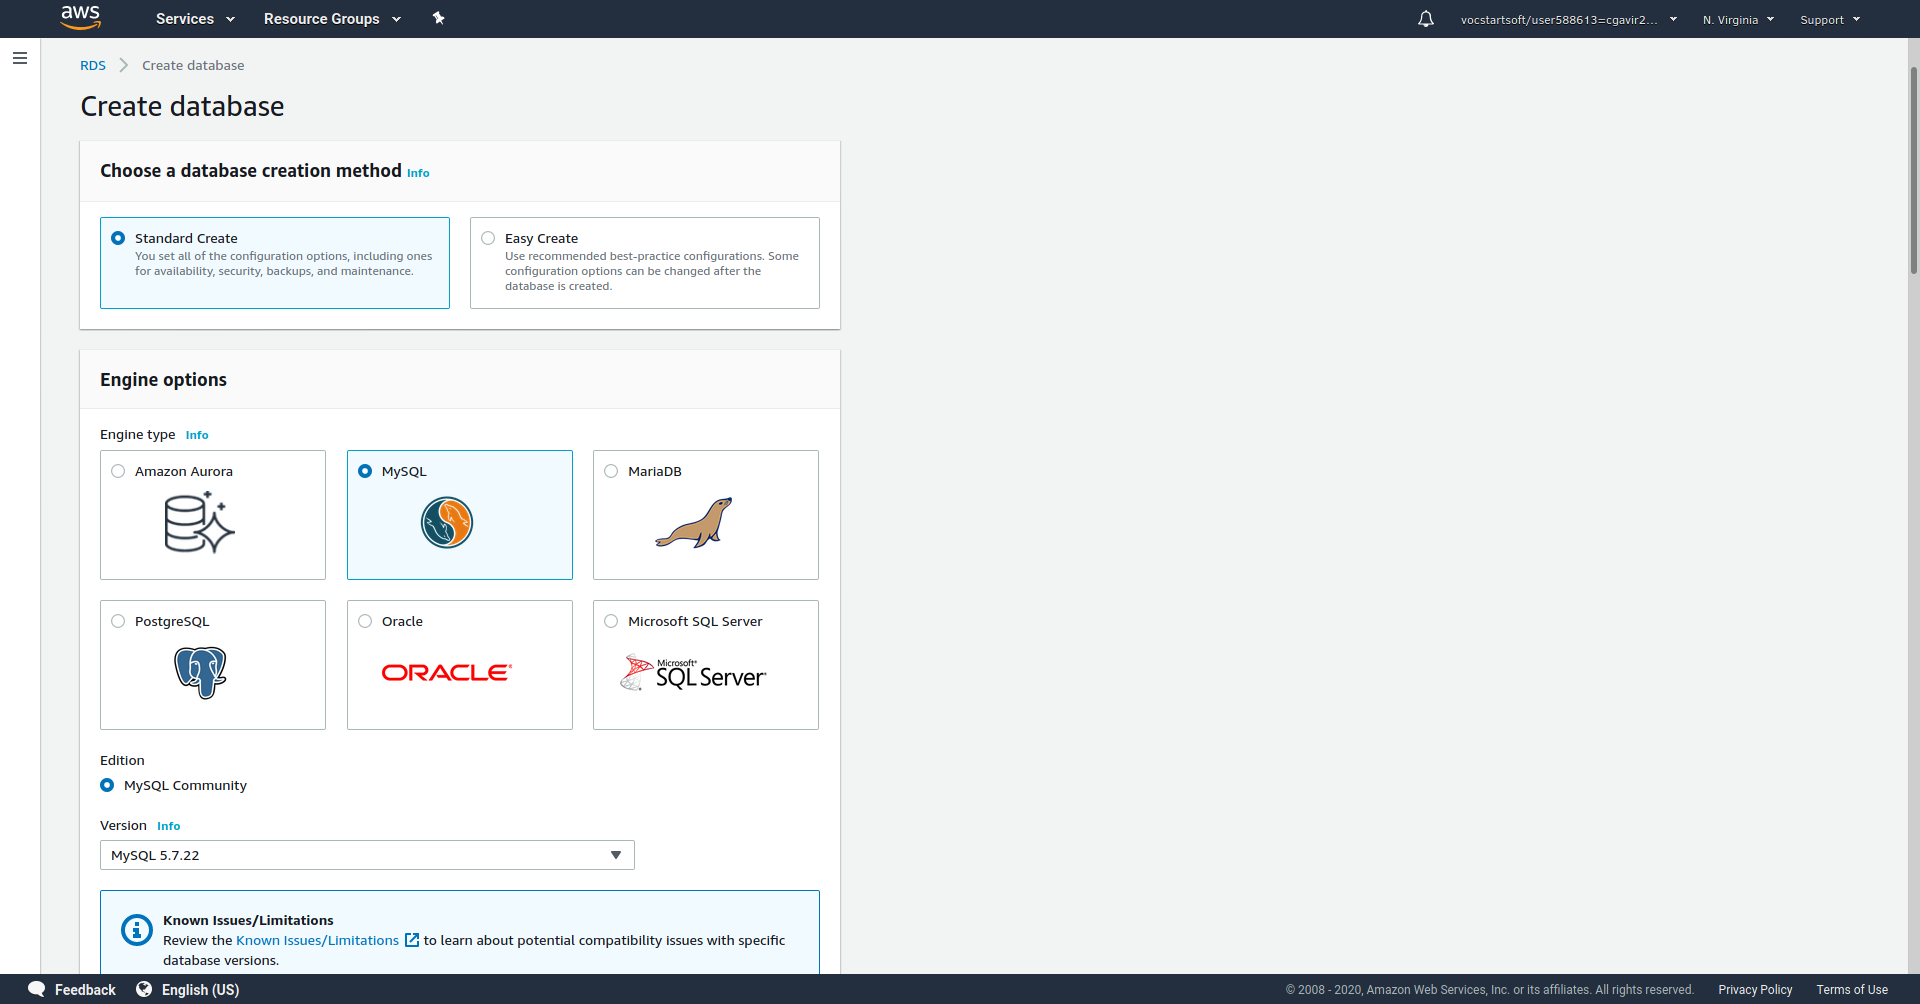 aws Services Resource Groups vocstartsoft/user588613=cgavir2... N. Virginia Support
RDS Create database
Create database
Choose a database creation method Info
Standard Create
You set all of the configuration options, including ones
for availability, security, backups, and maintenance.
Easy Create
Use recommended best-practice configurations. Some
configuration options can be changed after the
database is created.
Engine options
Engine type Info
Amazon Aurora
MySQL
MariaDB
PostgreSQL
Oracle
ORACLE
Microsoft SQL Server
Microsoft
SQL Server
Edition
MySQL Community
Version Info
MySQL 5.7.22
Known Issues/Limitations
Review the Known Issues/Limitations to learn about potential compatibility issues with specific
database versions.
Feedback English (US) © 2008 - 2020, Amazon Web Services, Inc. or its affiliates. All rights reserved. Privacy Policy Terms of Use